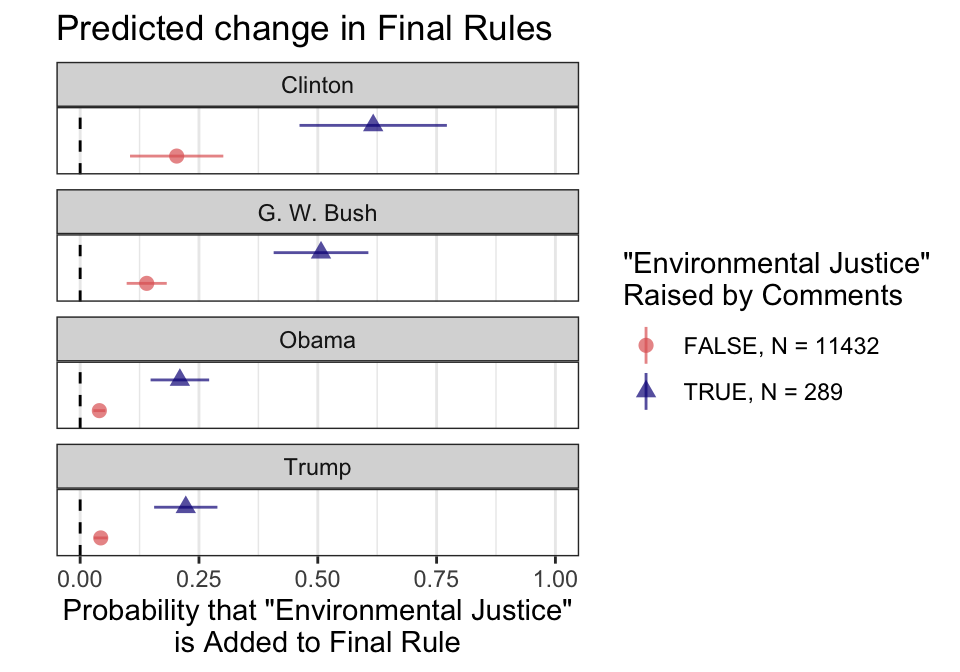 Predicted change in Final Rules
Clinton
G. W. Bush
Obama
Trump
0.00 0.25 0.50 0.75 1.00
Probability that "Environmental Justice"
is Added to Final Rule
"Environmental Justice"
Raised by Comments
FALSE, N = 11432
TRUE, N = 289